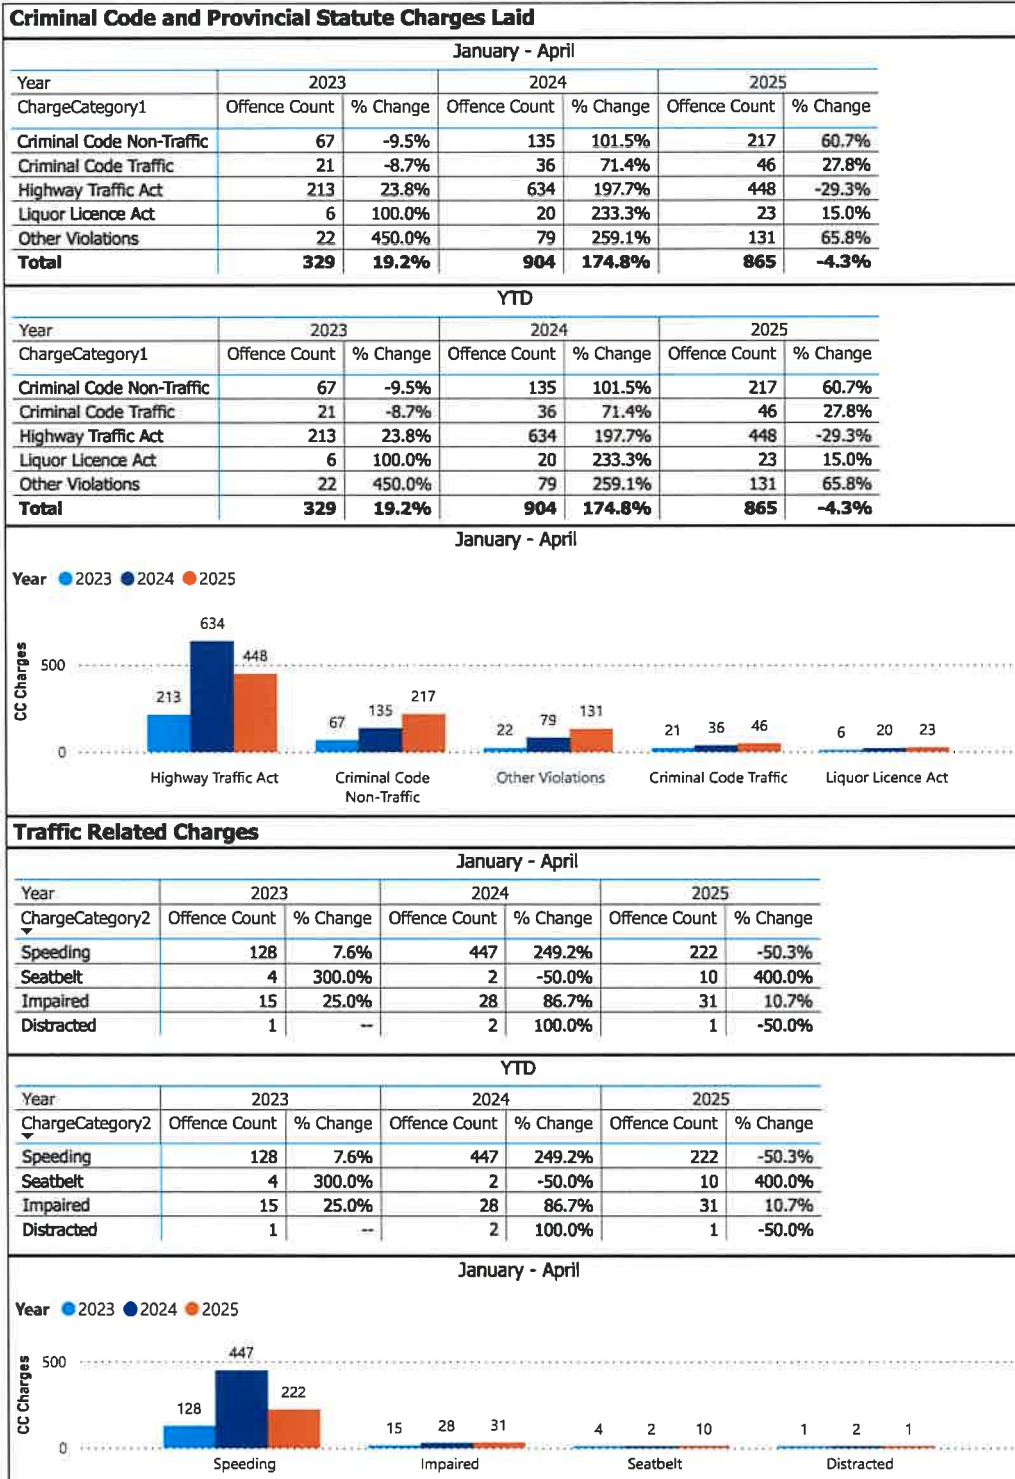 Criminal Code and Provincial Statute Charges Laid
January - April
Year 2023 2024 2025
ChargeCategory1 Offence Count % Change Offence Count % Change Offence Count % Change
Criminal Code Non-Traffic 67 -9.5% 135 101.5% 217 60.7%
Criminal Code Traffic 21 -8.7% 36 71.4% 46 27.8%
Highway Traffic Act 213 23.8% 634 197.7% 448 -29.3%
Liquor Licence Act 6 100.0% 20 233.3% 23 15.0%
Other Violations 22 450.0% 79 259.1% 131 65.8%
Total 329 19.2% 904 174.8% 865 -4.3%
YTD
Year 2023 2024 2025
ChargeCategory1 Offence Count % Change Offence Count % Change Offence Count % Change
Criminal Code Non-Traffic 67 -9.5% 135 101.5% 217 60.7%
Criminal Code Traffic 21 -8.7% 36 71.4% 46 27.8%
Highway Traffic Act 213 23.8% 634 197.7% 448 -29.3%
Liquor Licence Act 6 100.0% 20 233.3% 23 15.0%
Other Violations 22 450.0% 79 259.1% 131 65.8%
Total 329 19.2% 904 174.8% 865 -4.3%
January - April
Year 2023 2024 2025
CC Charges
500
0
213 634 448
67 135 217
22 79 131
21 36 46
6 20 23
Highway Traffic Act
Criminal Code
Non-Traffic
Other Violations
Criminal Code Traffic
Liquor Licence Act
Traffic Related Charges
January - April
Year 2023 2024 2025
ChargeCategory2 Offence Count % Change Offence Count % Change Offence Count % Change
Speeding 128 7.6% 447 249.2% 222 -50.3%
Seatbelt 4 300.0% 2 -50.0% 10 400.0%
Impaired 15 25.0% 28 86.7% 31 10.7%
Distracted 1 -- 2 100.0% 1 -50.0%
YTD
Year 2023 2024 2025
ChargeCategory2 Offence Count % Change Offence Count % Change Offence Count % Change
Speeding 128 7.6% 447 249.2% 222 -50.3%
Seatbelt 4 300.0% 2 -50.0% 10 400.0%
Impaired 15 25.0% 28 86.7% 31 10.7%
Distracted 1 -- 2 100.0% 1 -50.0%
January - April
Year 2023 2024 2025
CC Charges
500
0
128 447 222
15 28 31
4 2 10
1 2 1
Speeding
Impaired
Seatbelt
Distracted